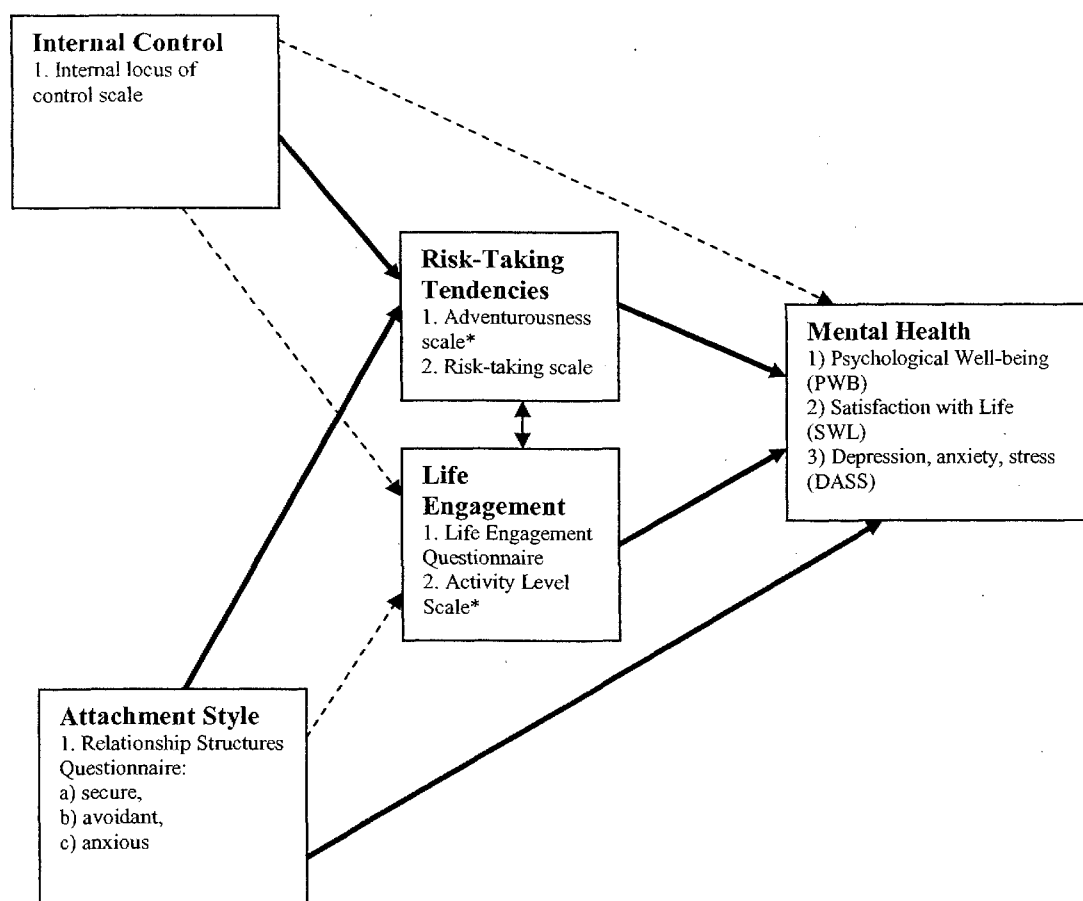 Internal Control
1. Internal locus of
control scale
Risk-Taking
Tendencies
1. Adventurousness
scale*
2. Risk-taking scale
Mental Health
1) Psychological Well-being
(PWB)
2) Satisfaction with Life
(SWL)
3) Depression, anxiety, stress
(DASS)
Life
Engagement
1. Life Engagement
Questionnaire
2. Activity Level
Scale*
Attachment Style
1. Relationship Structures
Questionnaire:
a) secure,
b) avoidant,
c) anxious